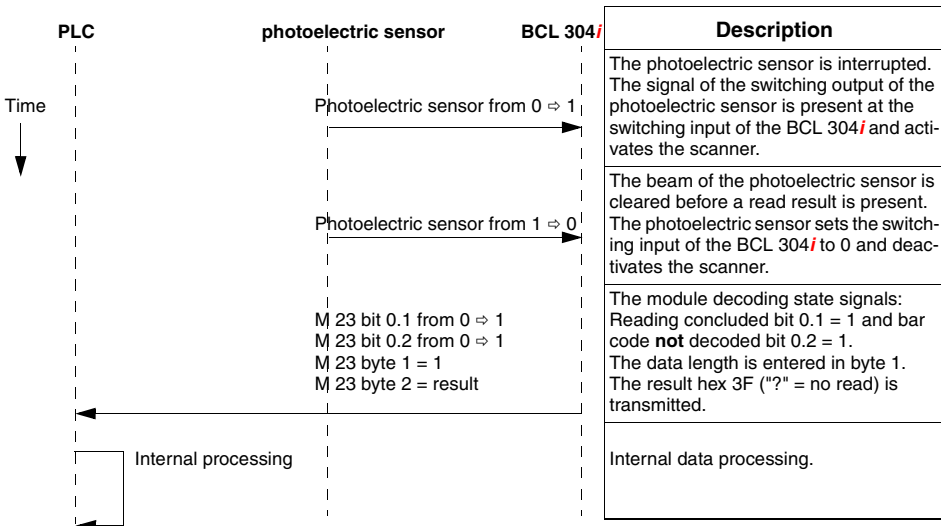 PLC photoelectric sensor BCL 304i Description
The photoelectric sensor is interrupted.
The signal of the switching output of the
photoelectric sensor is present at the
switching input of the BCL 304i and acti-
vates the scanner.
Time
Photoelectric sensor from 0 ⇨ 1
The beam of the photoelectric sensor is
cleared before a read result is present.
The photoelectric sensor sets the switch-
ing input of the BCL 304i to 0 and deac-
tivates the scanner.
Photoelectric sensor from 1 ⇨ 0
The module decoding state signals:
Reading concluded bit 0.1 = 1 and bar
code not decoded bit 0.2 = 1.
The data length is entered in byte 1.
The result hex 3F ("?" = no read) is
transmitted.
M 23 bit 0.1 from 0 ⇨ 1
M 23 bit 0.2 from 0 ⇨ 1
M 23 byte 1 = 1
M 23 byte 2 = result
Internal processing
Internal data processing.